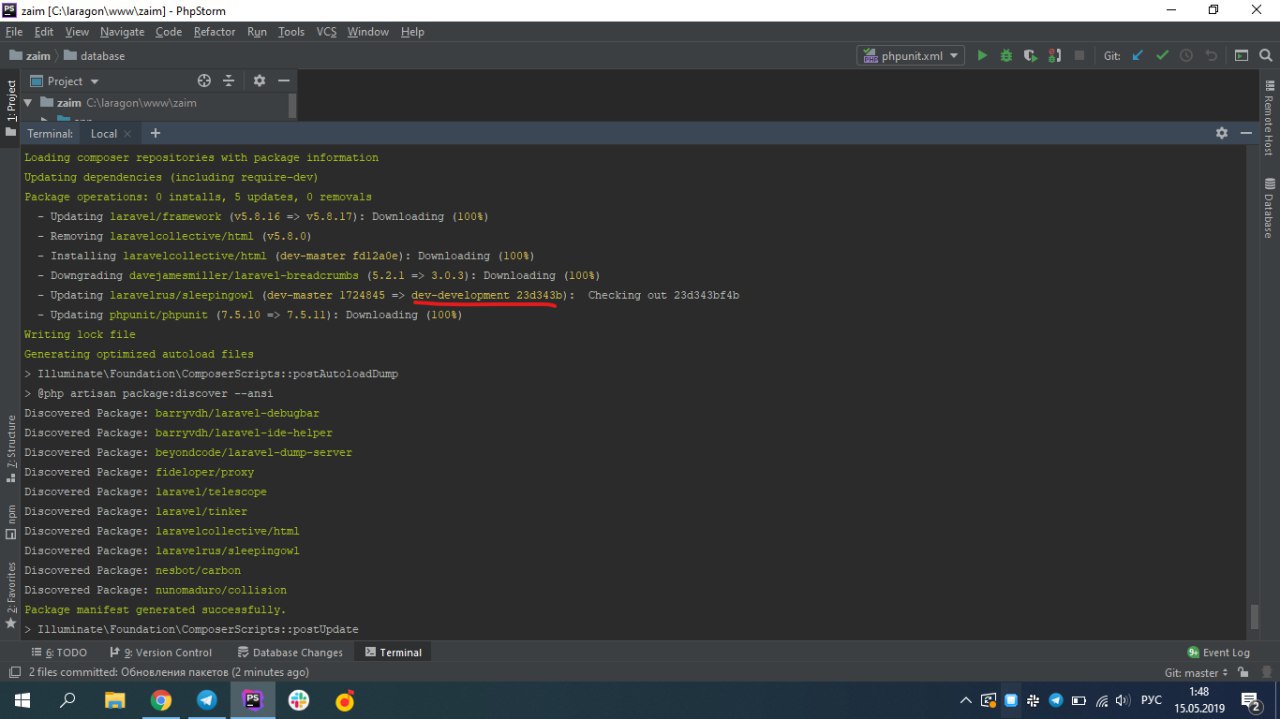 zaim [C:\laragon\www\zaim] - PhpStorm
File Edit View Navigate Code Refactor Run Tools VCS Window Help
zaim database phpunit.xml Git:
1: Project
Project
zaim C:\laragon\www\zaim
Terminal: Local
Loading composer repositories with package information
Updating dependencies (including require-dev)
Package operations: 0 installs, 5 updates, 0 removals
- Updating laravel/framework (v5.8.16 => v5.8.17): Downloading (100%)
- Removing laravelcollective/html (v5.8.0)
- Installing laravelcollective/html (dev-master fd12a0e): Downloading (100%)
- Downgrading davejamesmiller/laravel-breadcrumbs (5.2.1 => 3.0.3): Downloading (100%)
- Updating laravelrus/sleepingowl (dev-master 1724845 => dev-development 23d343b): Checking out 23d343bf4b
- Updating phpunit/phpunit (7.5.10 => 7.5.11): Downloading (100%)
Writing lock file
Generating optimized autoload files
> Illuminate\Foundation\ComposerScripts::postAutoloadDump
> @php artisan package:discover --ansi
Discovered Package: barryvdh/laravel-debugbar
Discovered Package: barryvdh/laravel-ide-helper
Discovered Package: beyondcode/laravel-dump-server
Discovered Package: fideloper/proxy
Discovered Package: laravel/telescope
Discovered Package: laravel/tinker
Discovered Package: laravelcollective/html
Discovered Package: laravelrus/sleepingowl
Discovered Package: nesbot/carbon
Discovered Package: nunomaduro/collision
Package manifest generated successfully.
> Illuminate\Foundation\ComposerScripts::postUpdate
Remote Host
Database
7: Structure
npm
2: Favorites
6: TODO 9: Version Control Database Changes Terminal 9+ Event Log
2 files committed: Обновления пакетов (2 minutes ago) Git: master
PS РУС 1:48
15.05.2019 2